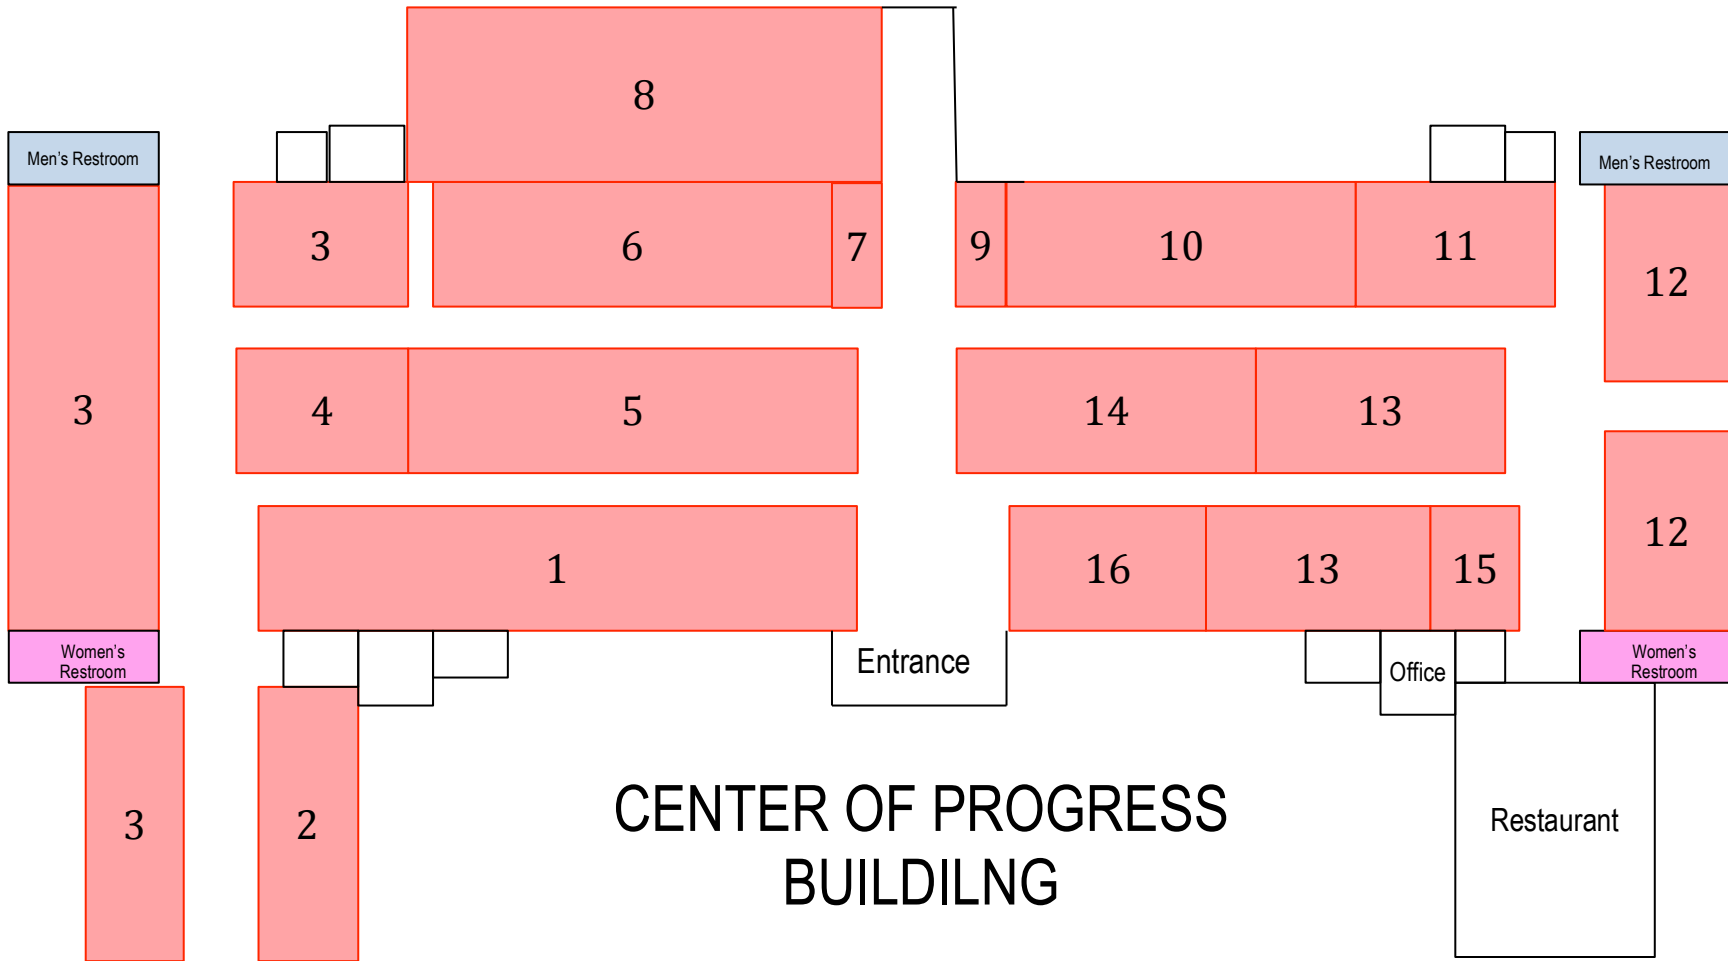 8
Men's Restroom
Men's Restroom
3
6
7
9
10
11
12
3
4
5
14
13
12
1
16
13
15
Women's
Restroom
Entrance
Office
Women's
Restroom
3
2
CENTER OF PROGRESS
BUILDILNG
Restaurant